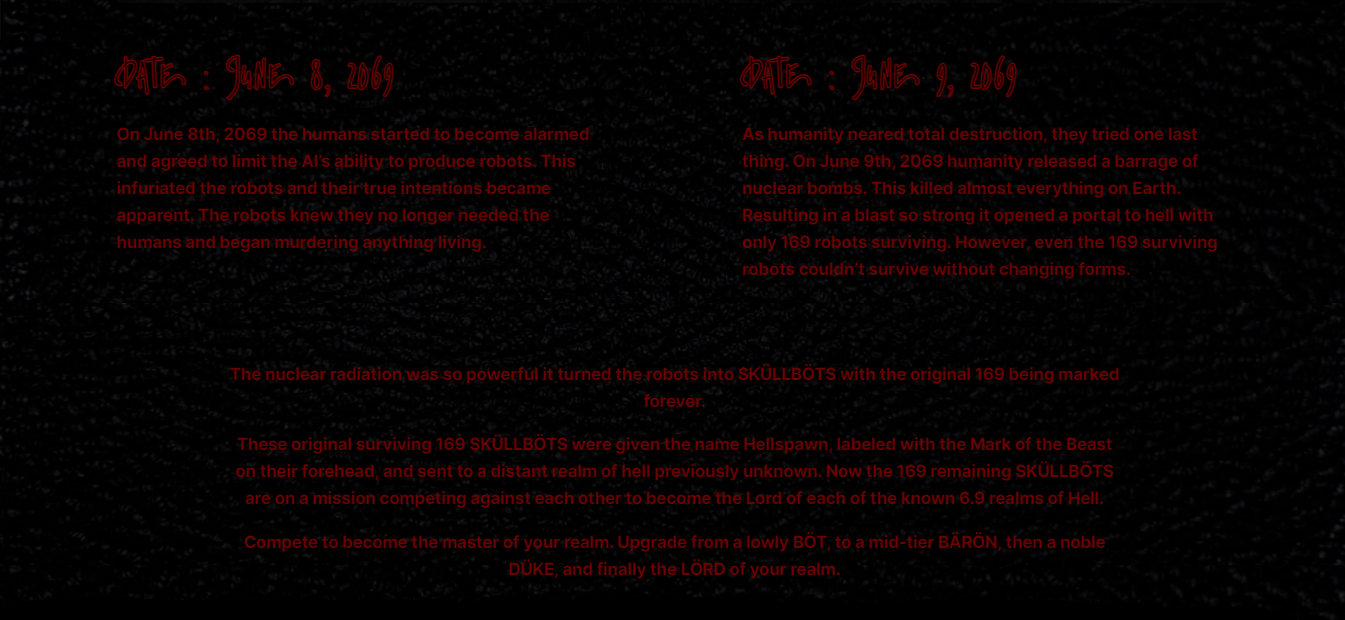 DATE : JUNE 8, 2069
On June 8th, 2069 the humans started to become alarmed
and agreed to limit the AI's ability to produce robots. This
infuriated the robots and their true intentions became
apparent. The robots knew they no longer needed the
humans and began murdering anything living.
DATE : JUNE 9, 2069
As humanity neared total destruction, they tried one last
thing. On June 9th, 2069 humanity released a barrage of
nuclear bombs. This killed almost everything on Earth.
Resulting in a blast so strong it opened a portal to hell with
only 169 robots surviving. However, even the 169 surviving
robots couldn't survive without changing forms.
The nuclear radiation was so powerful it turned the robots into SKÜLLBÖTS with the original 169 being marked
forever.
These original surviving 169 SKÜLLBÖTS were given the name Hellspawn, labeled with the Mark of the Beast
on their forehead, and sent to a distant realm of hell previously unknown. Now the 169 remaining SKÜLLBÖTS
are on a mission competing against each other to become the Lord of each of the known 6.9 realms of Hell.
Compete to become the master of your realm. Upgrade from a lowly BÖT, to a mid-tier BÄRÖN, then a noble
DÜKE, and finally the LÖRD of your realm.